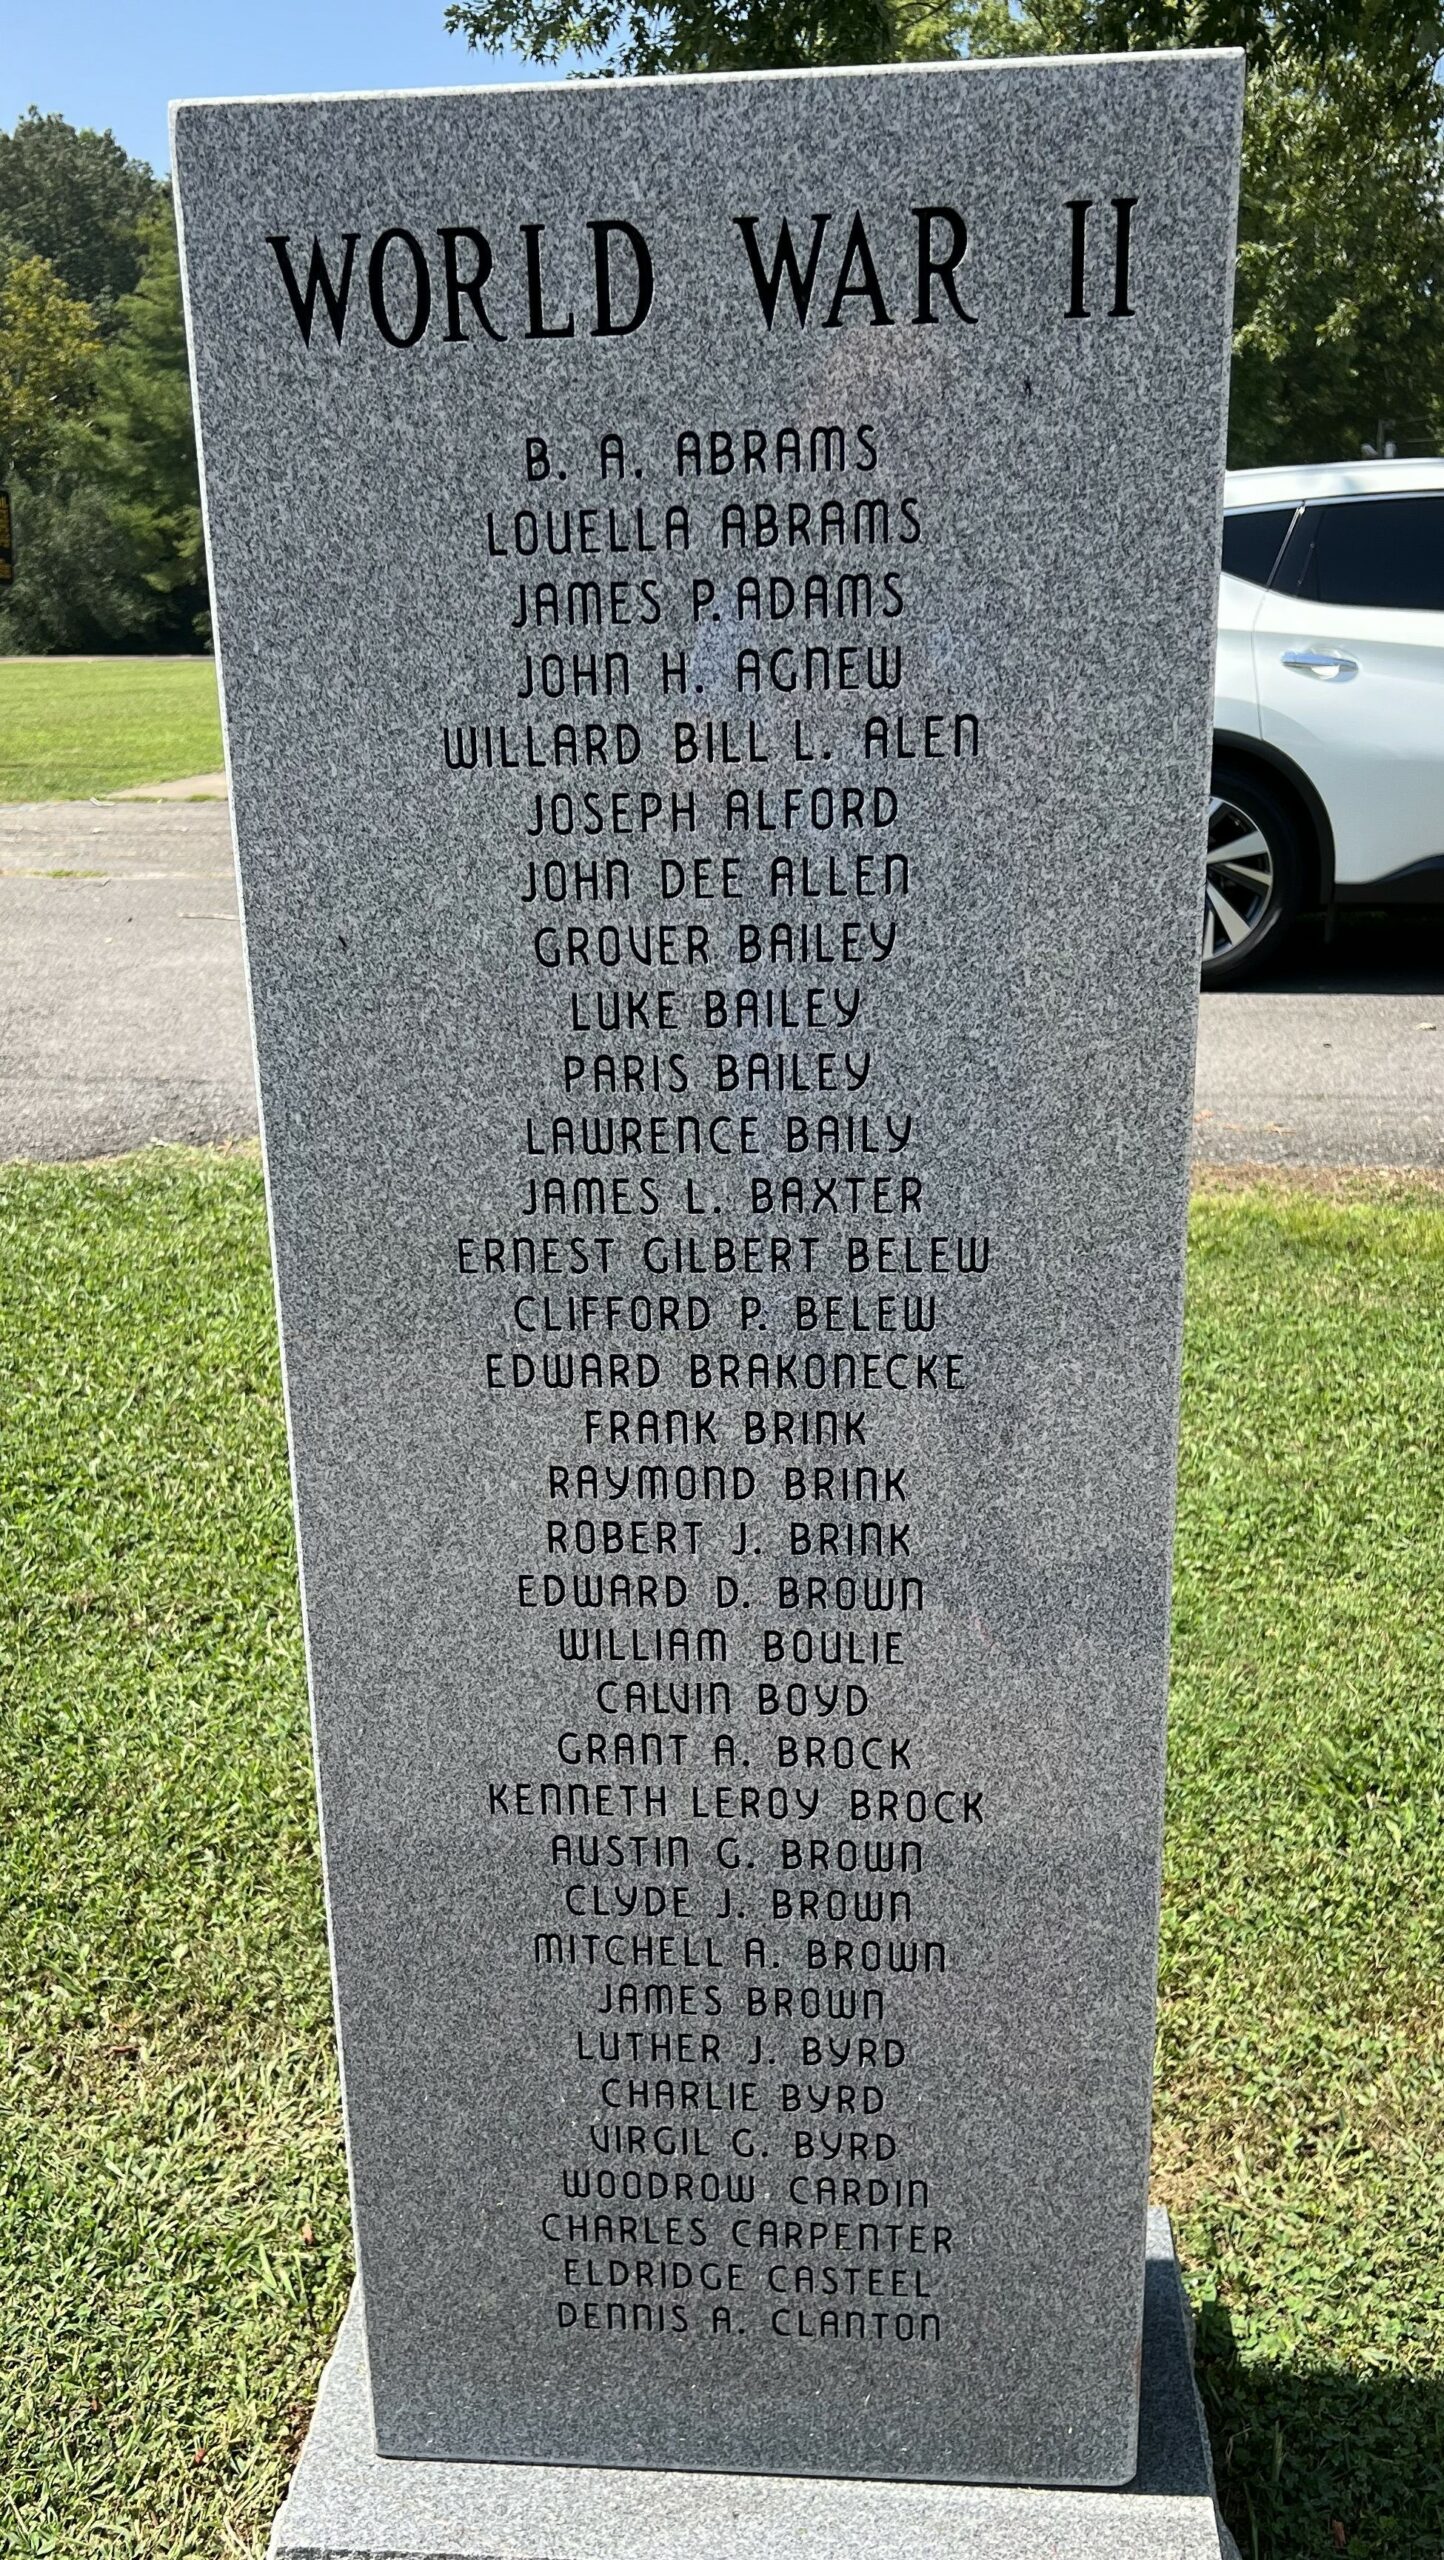 WORLD WAR II
B. A. ABRAMS
LOUELLA ABRAMS
JAMES P. ADAMS
JOHN H. AGNEW
WILLARD BILL L. ALEN
JOSEPH ALFORD
JOHN DEE ALLEN
GROVER BAILEY
LUKE BAILEY
PARIS BAILEY
LAWRENCE BAILY
JAMES L. BAXTER
ERNEST GILBERT BELEW
CLIFFORD P. BELEW
EDWARD BRAKONECKE
FRANK BRINK
RAYMOND BRINK
ROBERT J. BRINK
EDWARD D. BROWN
WILLIAM BOULIE
CALVIN BOYD
GRANT A. BROCK
KENNETH LEROY BROCK
AUSTIN G. BROWN
CLYDE J. BROWN
MITCHELL A. BROWN
JAMES BROWN
LUTHER J. BYRD
CHARLIE BYRD
VIRGIL G. BYRD
WOODROW CARDIN
CHARLES CARPENTER
ELDRIDGE CASTEEL
DENNIS A. CLANTON